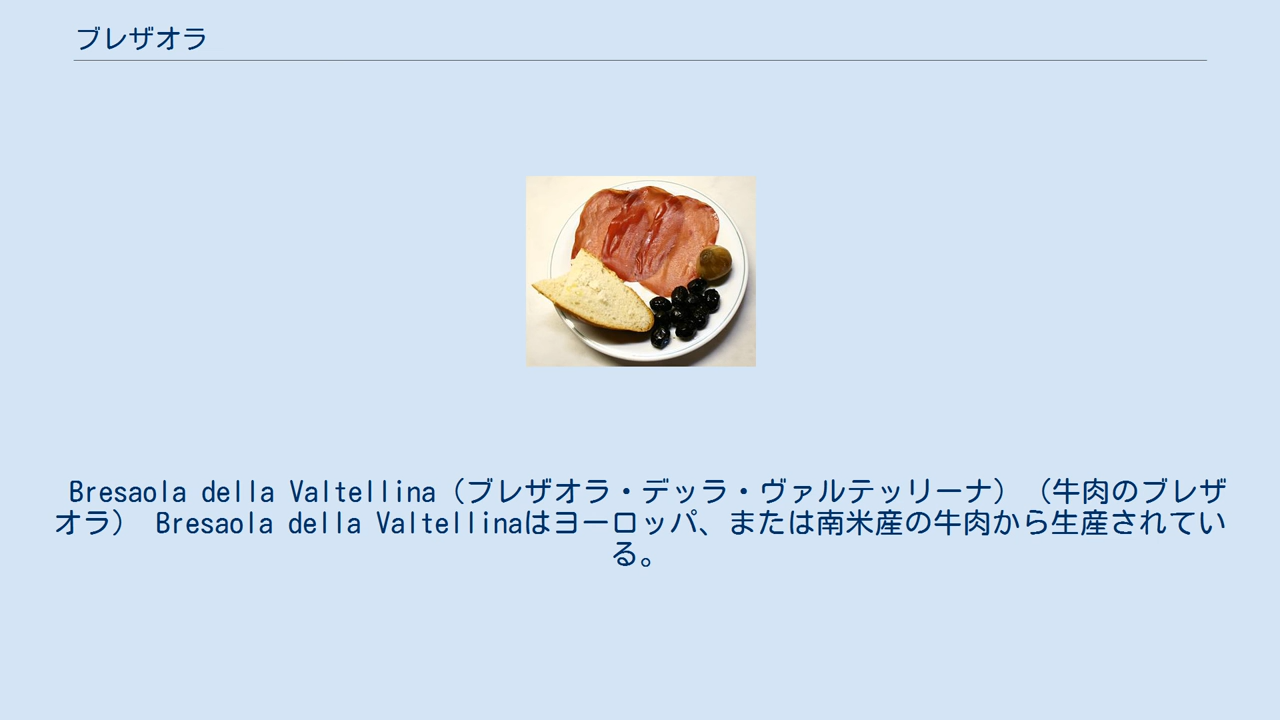 ブレザオラ
Bresaola della Valtellina（ブレザオラ・デッラ・ヴァルテッリーナ）（牛肉のブレザ
オラ） Bresaola della Valtellinaはヨーロッパ、または南米産の牛肉から生産されてい
る。